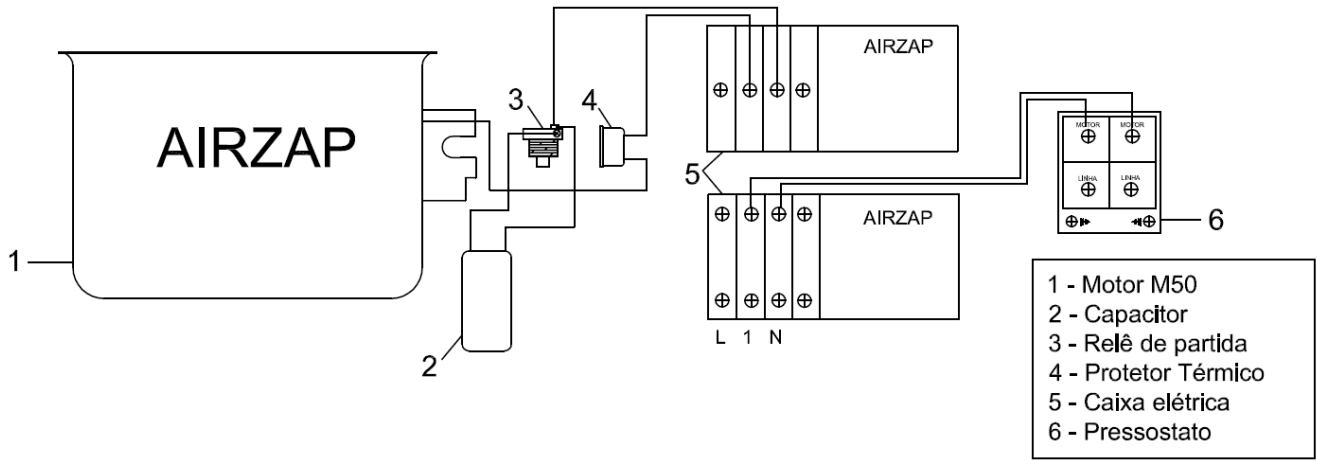 AIRZAP
1
2
3
4
AIRZAP
5
AIRZAP
L 1 N
MOTOR MOTOR
LINHA LINHA
6
1 - Motor M50
2 - Capacitor
3 - Relê de partida
4 - Protetor Térmico
5 - Caixa elétrica
6 - Pressostato